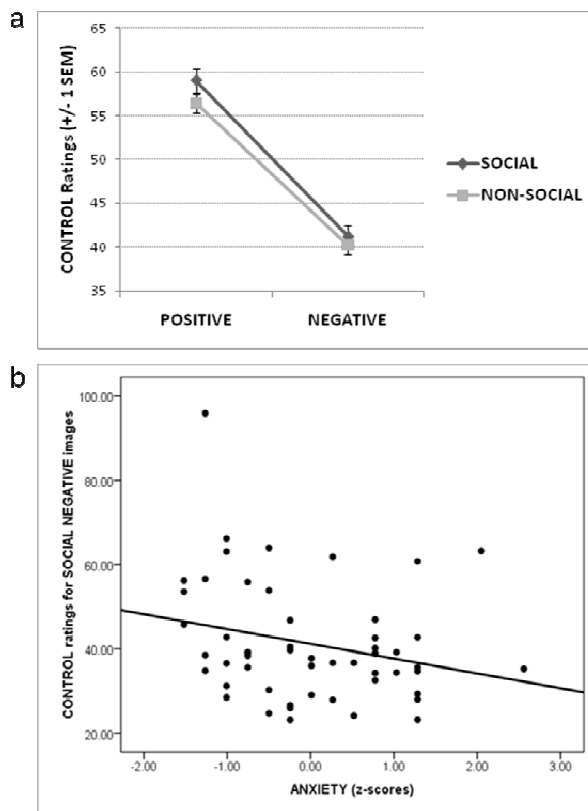 a
CONTROL Ratings (+/- 1 SEM)
65
60
55
50
45
40
35
POSITIVE NEGATIVE
SOCIAL
NON-SOCIAL
b
CONTROL ratings for SOCIAL NEGATIVE images
100.00
80.00
60.00
40.00
20.00
-2.00 -1.00 0.00 1.00 2.00 3.00
ANXIETY (z-scores)